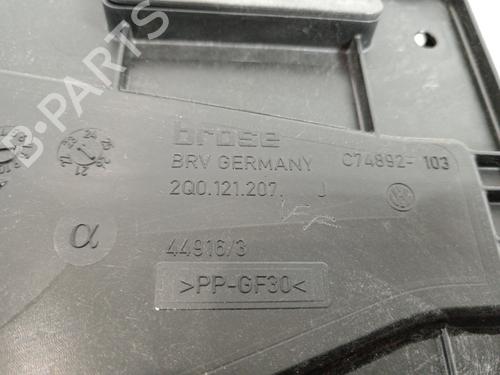 B-PARTS
brose
BRV GERMANY C74892- 103
2Q0.121.207. J
α
44916/3
>PP-GF30<